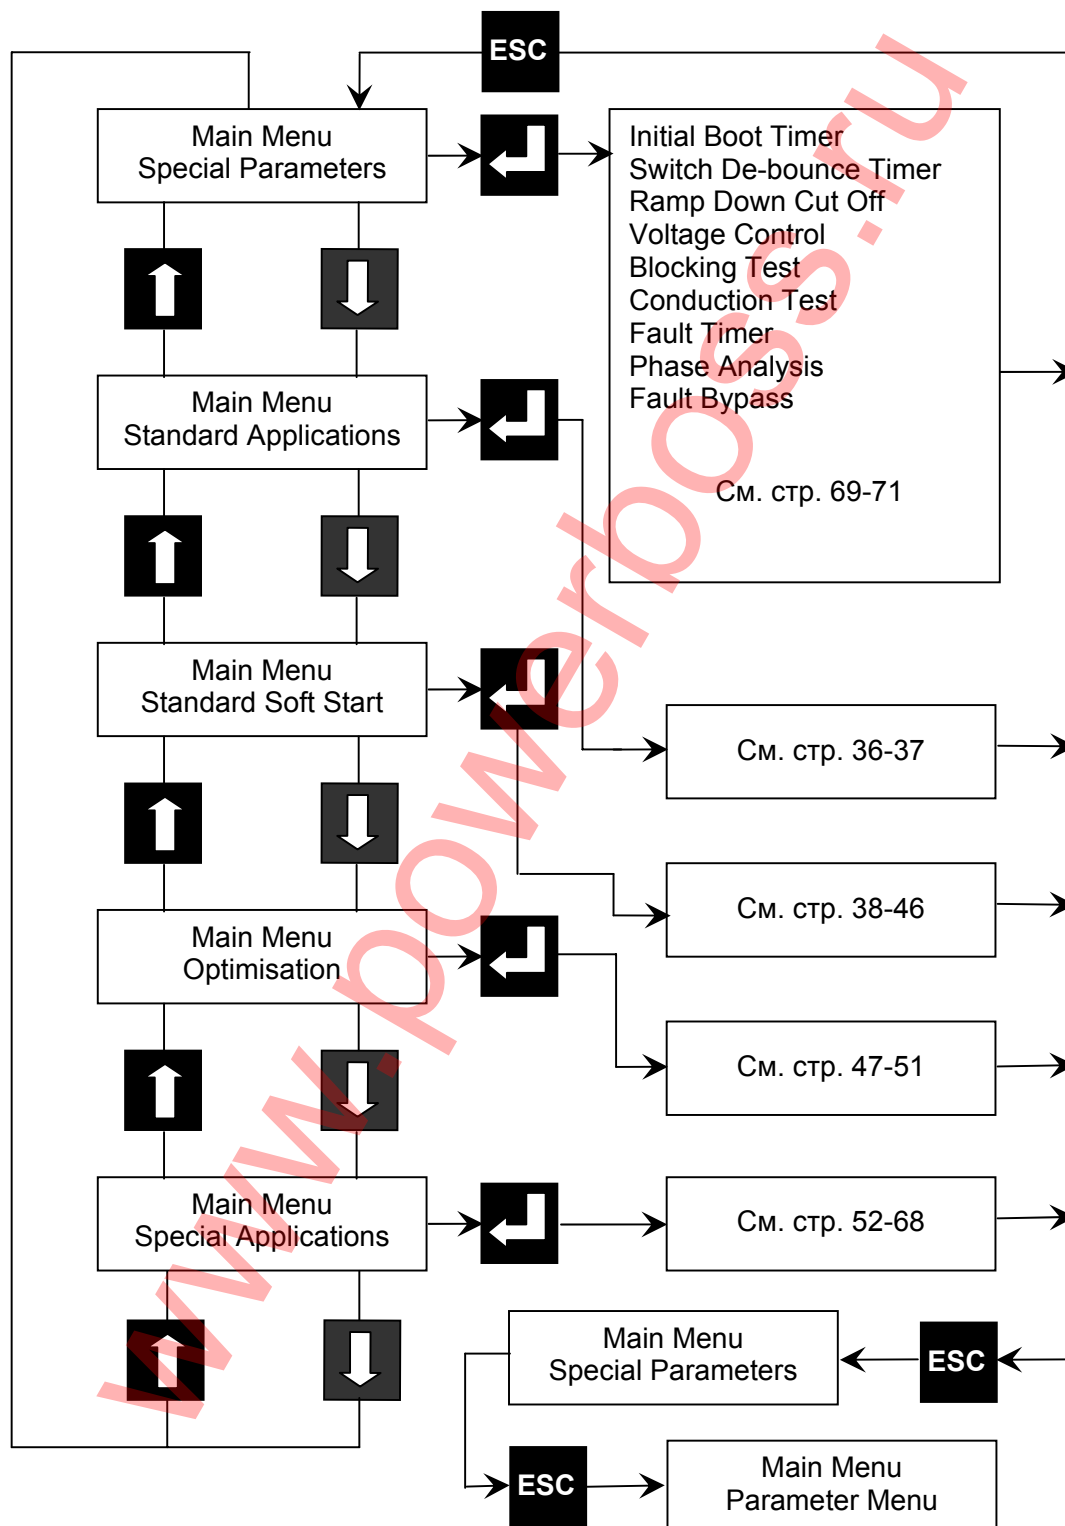 ESC
Main Menu
Special Parameters
Initial Boot Timer
Switch De-bounce Timer
Ramp Down Cut Off
Voltage Control
Blocking Test
Conduction Test
Fault Timer
Phase Analysis
Fault Bypass
См. стр. 69-71
Main Menu
Standard Applications
Main Menu
Standard Soft Start
См. стр. 36-37
См. стр. 38-46
Main Menu
Optimisation
См. стр. 47-51
Main Menu
Special Applications
См. стр. 52-68
Main Menu
Special Parameters
ESC
ESC
Main Menu
Parameter Menu
www.powerboss.ru